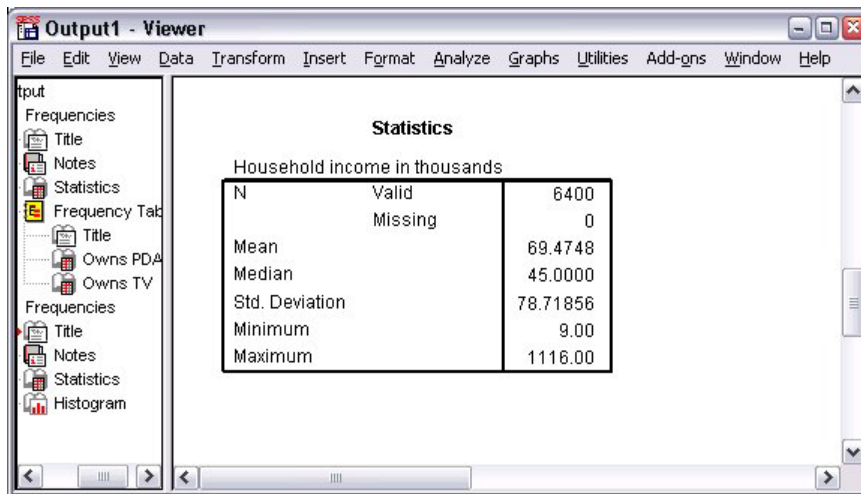 Output1 - Viewer
File Edit View Data Transform Insert Format Analyze Graphs Utilities Add-ons Window Help
tput
Frequencies
Title
Notes
Statistics
Frequency Tab
Title
Owns PDA
Owns TV
Frequencies
Title
Notes
Statistics
Histogram
Statistics
Household income in thousands
N Valid 6400
Missing 0
Mean 69.4748
Median 45.0000
Std. Deviation 78.71856
Minimum 9.00
Maximum 1116.00